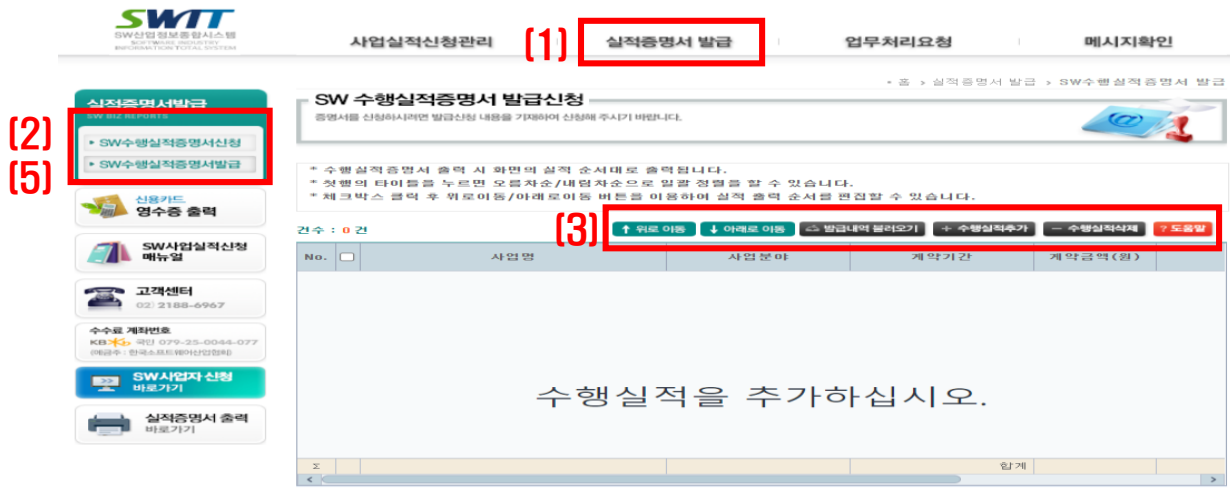 SWIT
SW산업정보종합시스템
SOFTWARE INDUSTRY
INFORMATION TOTAL SYSTEM
사업실적신청관리
(1)
실적증명서 발급
업무처리요청
메시지확인
• 홈 > 실적증명서 발급 > SW수행실적증명서 발급
실적증명서발급
SW BIZ REPORTS
(2)
SW수행실적증명서신청
(5)
SW수행실적증명서발급
신용카드
영수증 출력
SW사업실적신청
매뉴얼
고객센터
02) 2188-6967
수수료 계좌번호
KB 국민 079-25-0044-077
(예금주 : 한국소프트웨어산업협회)
SW사업자 신청
바로가기
실적증명서 출력
바로가기
SW 수행실적증명서 발급신청
증명서를 신청하시려면 발급신청 내용을 기재하여 신청해 주시기 바랍니다.
* 수행실적증명서 출력 시 화면의 실적 순서대로 출력됩니다.
* 첫행의 타이틀을 누르면 오름차순/내림차순으로 일괄 정렬을 할 수 있습니다.
* 체크박스 클릭 후 위로이동/아래로이동 버튼을 이용하여 실적 출력 순서를 편집할 수 있습니다.
건수 : 0 건
(3)
위로 이동
아래로 이동
발급내역 불러오기
+ 수행실적추가
− 수행실적삭제
? 도움말
No. 사업명 사업분야 계약기간 계약금액(원)
수행실적을 추가하십시오.
Σ 합계